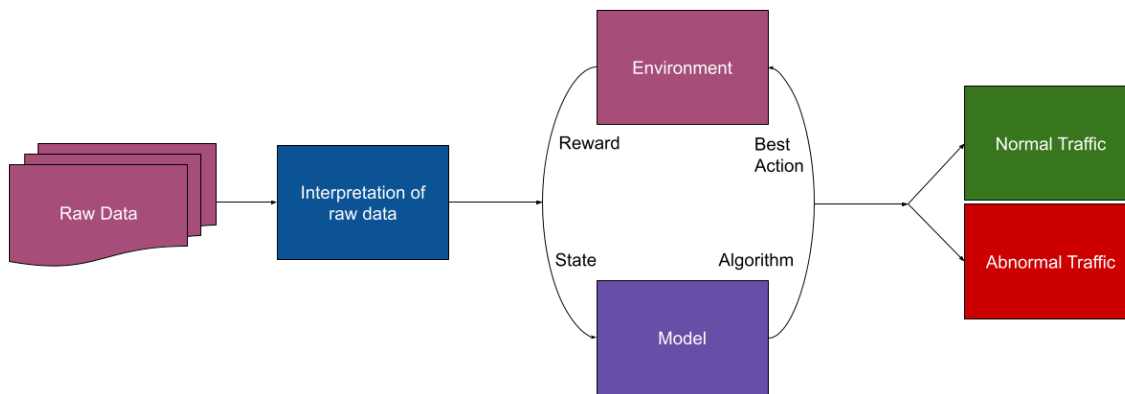 Raw Data
Interpretation of
raw data
Environment
Reward
Best
Action
State
Algorithm
Model
Normal Traffic
Abnormal Traffic